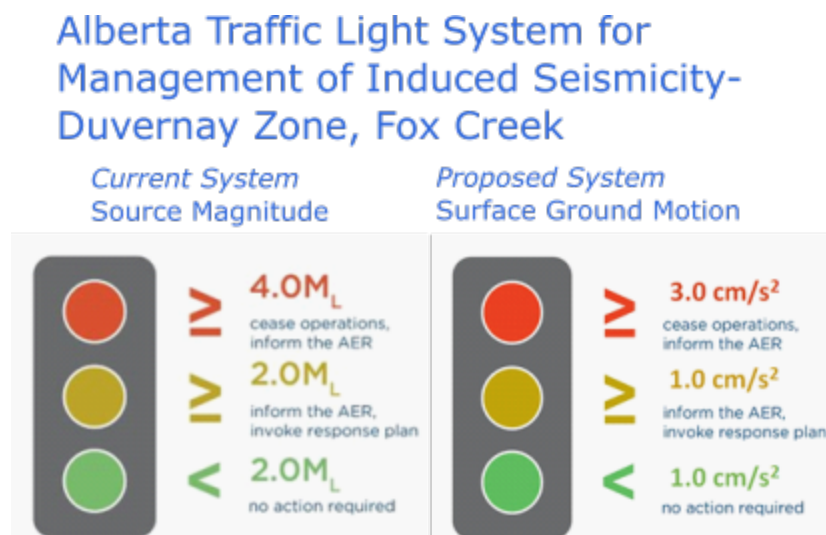 Alberta Traffic Light System for
Management of Induced Seismicity-
Duvernay Zone, Fox Creek
Current System
Source Magnitude
≥ 4.0M_L
cease operations,
inform the AER
≥ 2.0M_L
inform the AER,
invoke response plan
< 2.0M_L
no action required
Proposed System
Surface Ground Motion
≥ 3.0 cm/s²
cease operations,
inform the AER
≥ 1.0 cm/s²
inform the AER,
invoke response plan
< 1.0 cm/s²
no action required